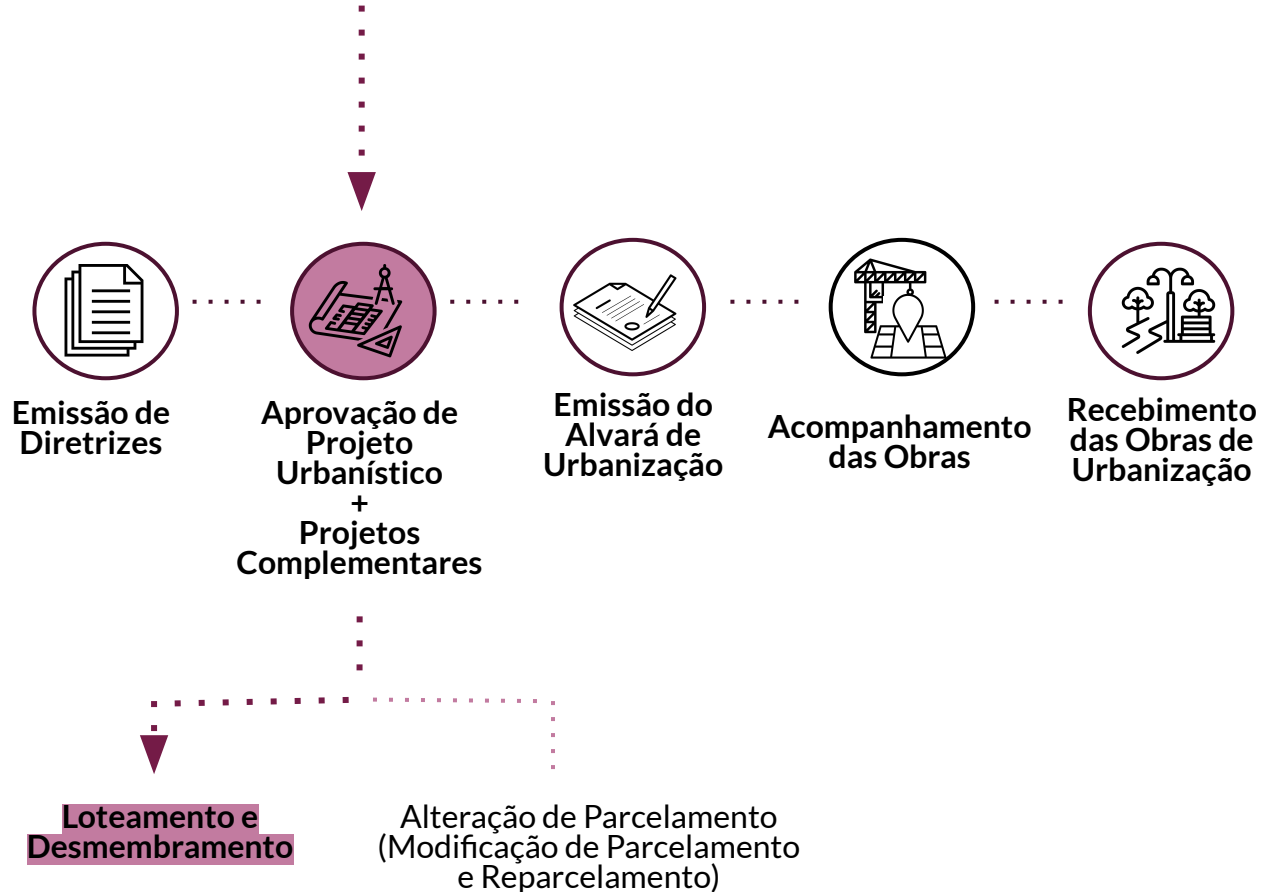 Emissão de
Diretrizes
Aprovação de
Projeto
Urbanístico
+
Projetos
Complementares
Emissão do
Alvará de
Urbanização
Acompanhamento
das Obras
Recebimento
das Obras de
Urbanização
Loteamento e
Desmembramento
Alteração de Parcelamento
(Modificação de Parcelamento
e Reparcelamento)